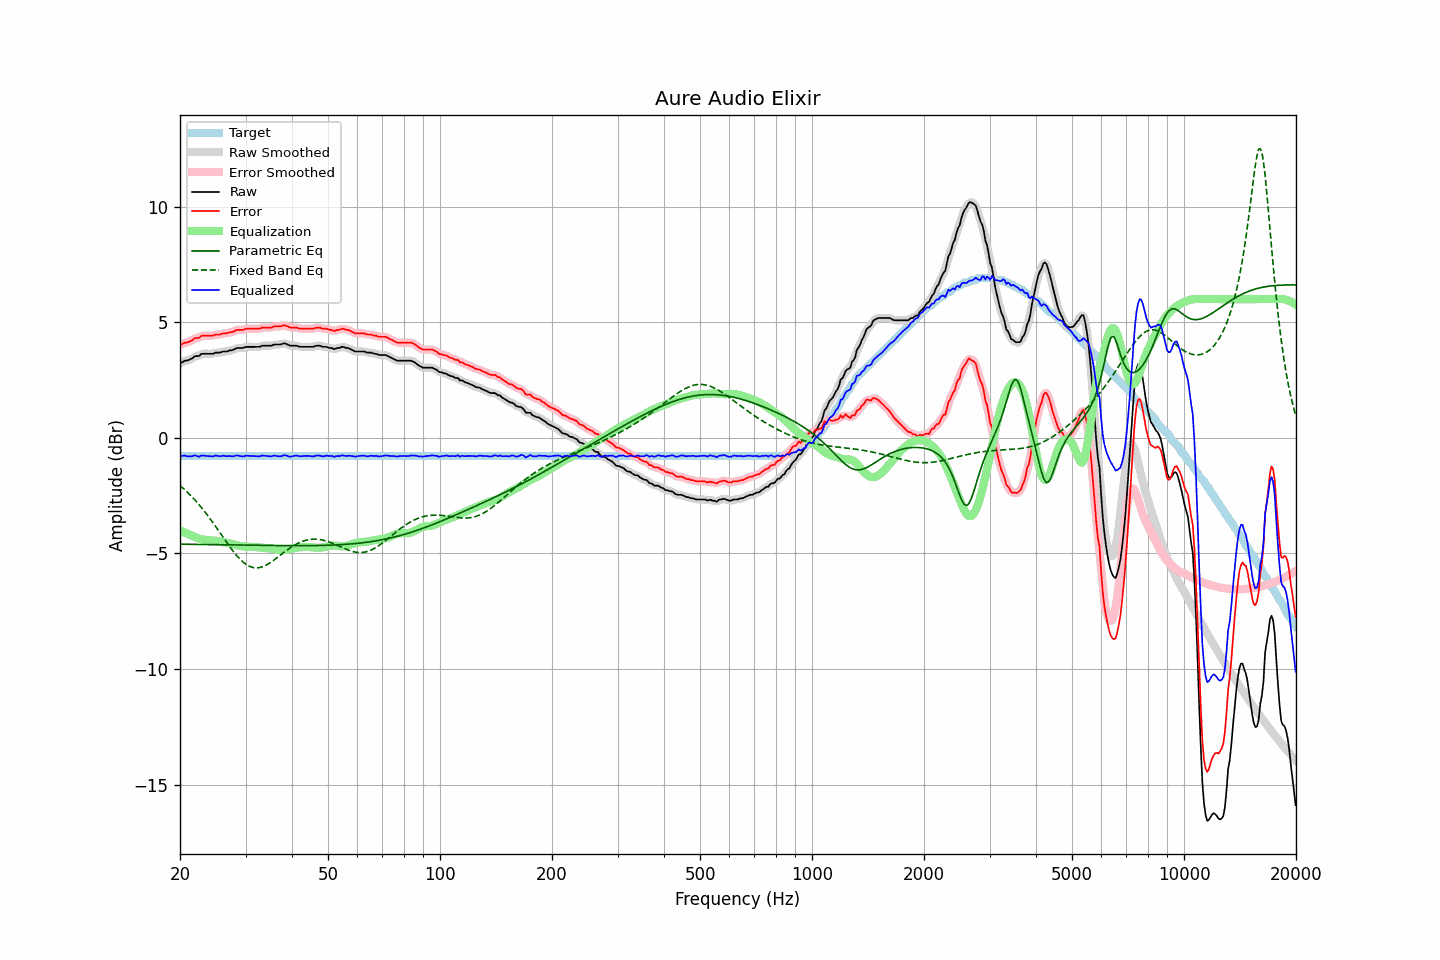 Aure Audio Elixir
Target
Raw Smoothed
Error Smoothed
Raw
Error
Equalization
Parametric Eq
Fixed Band Eq
Equalized
10
5
0
−5
−10
−15
Amplitude (dBr)
20 50 100 200 500 1000 2000 5000 10000 20000
Frequency (Hz)